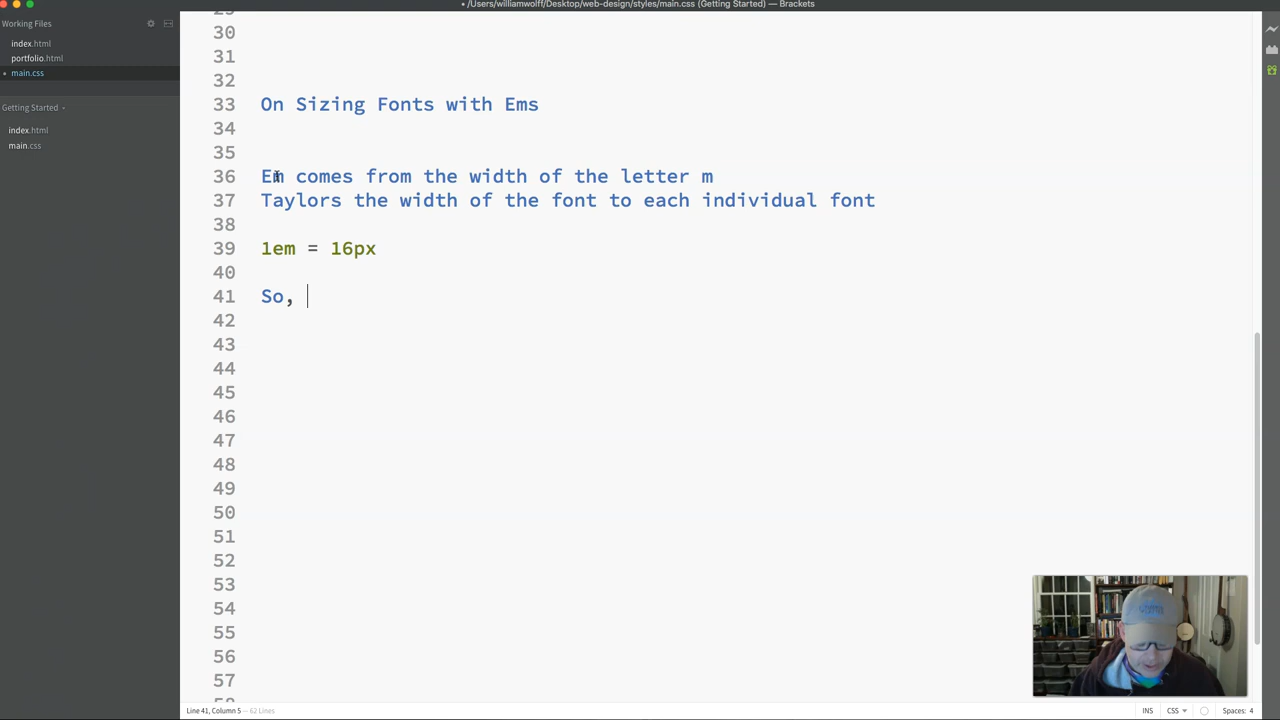 • /Users/williamwolff/Desktop/web-design/styles/main.css (Getting Started) — Brackets
Working Files
index.html
portfolio.html
main.css
Getting Started
index.html
main.css
30
31
32
33 On Sizing Fonts with Ems
34
35
36 Em comes from the width of the letter m
37 Taylors the width of the font to each individual font
38
39 1em = 16px
40
41 So,
42
43
44
45
46
47
48
49
50
51
52
53
54
55
56
57
Line 41, Column 5 — 62 Lines
INS CSS Spaces: 4